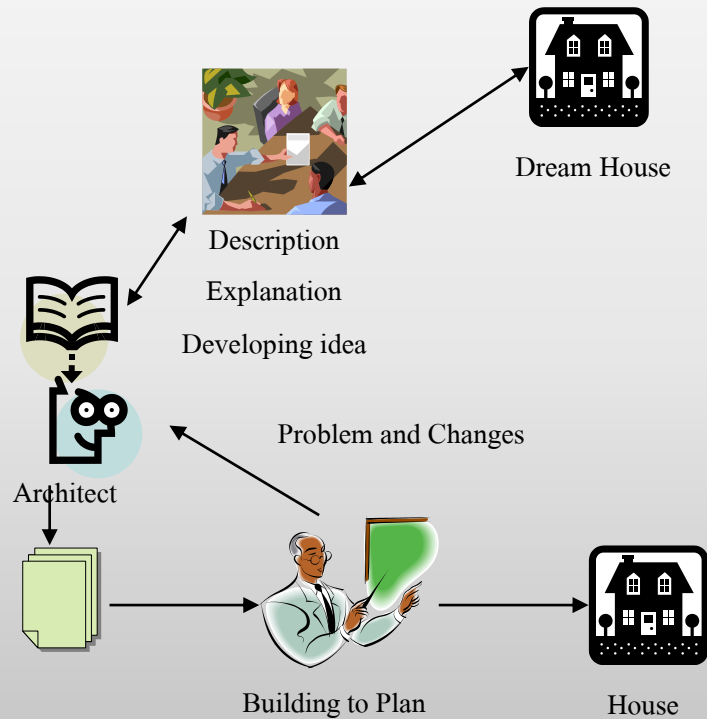 Dream House
Description
Explanation
Developing idea
Problem and Changes
Architect
Building to Plan
House